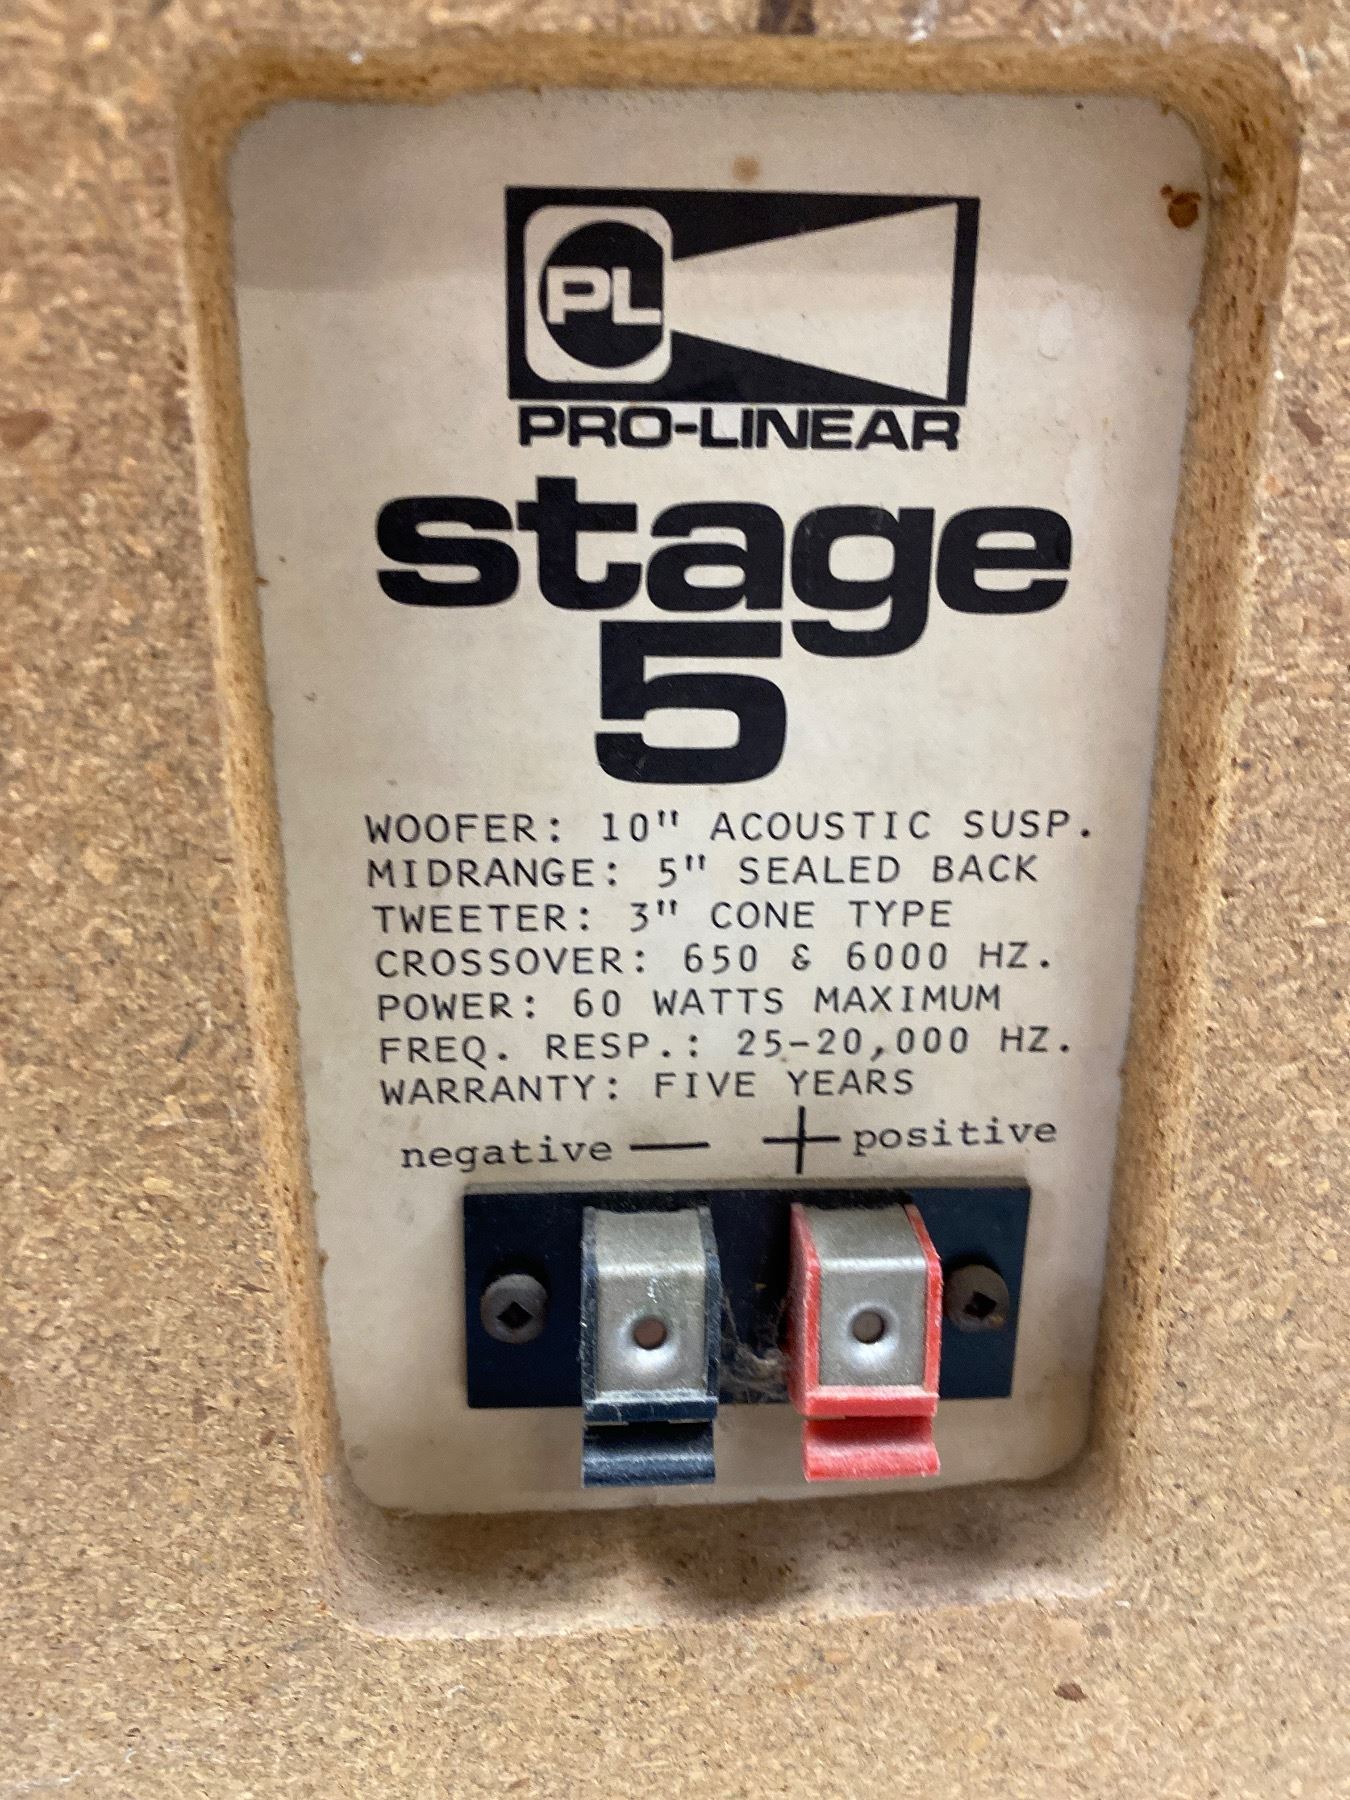 PL
PRO-LINEAR
stage
5
WOOFER: 10" ACOUSTIC SUSP.
MIDRANGE: 5" SEALED BACK
TWEETER: 3" CONE TYPE
CROSSOVER: 650 & 6000 HZ.
POWER: 60 WATTS MAXIMUM
FREQ. RESP.: 25-20,000 HZ.
WARRANTY: FIVE YEARS
negative — + positive